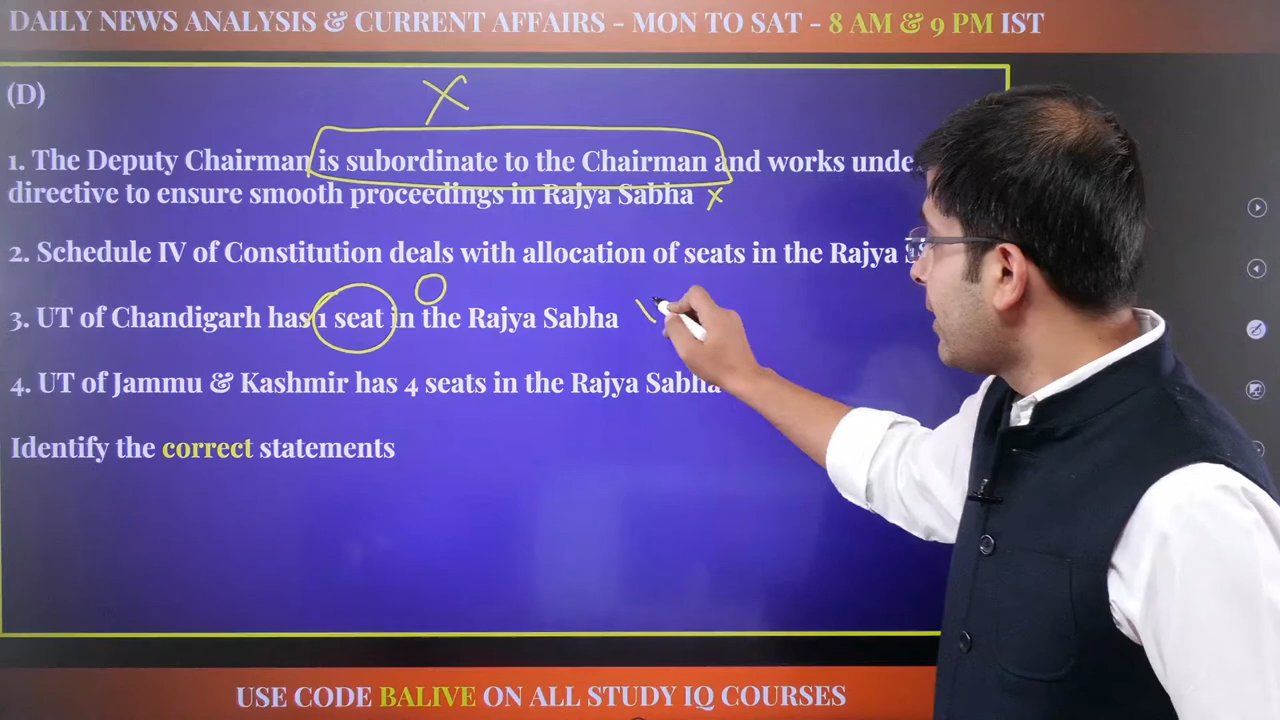 DAILY NEWS ANALYSIS & CURRENT AFFAIRS - MON TO SAT - 8 AM & 9 PM IST
(D)
X
1. The Deputy Chairman is subordinate to the Chairman and works
directive to ensure smooth proceedings in Rajya Sabha x
2. Schedule IV of Constitution deals with allocation of seats in the Rajya
0
3. UT of Chandigarh has 1 seat in the Rajya Sabha
4. UT of Jammu & Kashmir has 4 seats in the Rajya Sabha
Identify the correct statements
USE CODE BALIVE ON ALL STUDY IQ COURSES